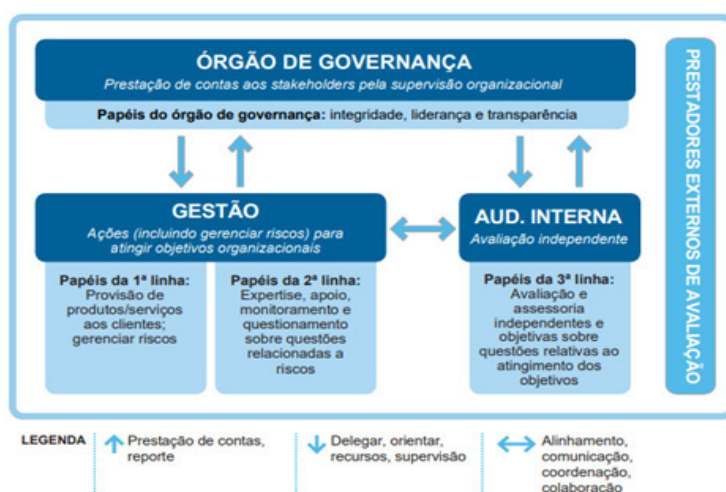 ÓRGÃO DE GOVERNANÇA
Prestação de contas aos stakeholders pela supervisão organizacional
Papéis do órgão de governança: integridade, liderança e transparência
GESTÃO
Ações (incluindo gerenciar riscos) para
atingir objetivos organizacionais
Papéis da 1ª linha:
Provisão de
produtos/serviços
aos clientes;
gerenciar riscos
Papéis da 2ª linha:
Expertise, apoio,
monitoramento e
questionamento
sobre questões
relacionadas a
riscos
AUD. INTERNA
Avaliação independente
Papéis da 3ª linha:
Avaliação e
assessoria
independentes e
objetivas sobre
questões relativas ao
atingimento dos
objetivos
PRESTADORES EXTERNOS DE AVALIAÇÃO
LEGENDA
Prestação de contas,
reporte
Delegar, orientar,
recursos, supervisão
Alinhamento,
comunicação,
coordenação,
colaboração